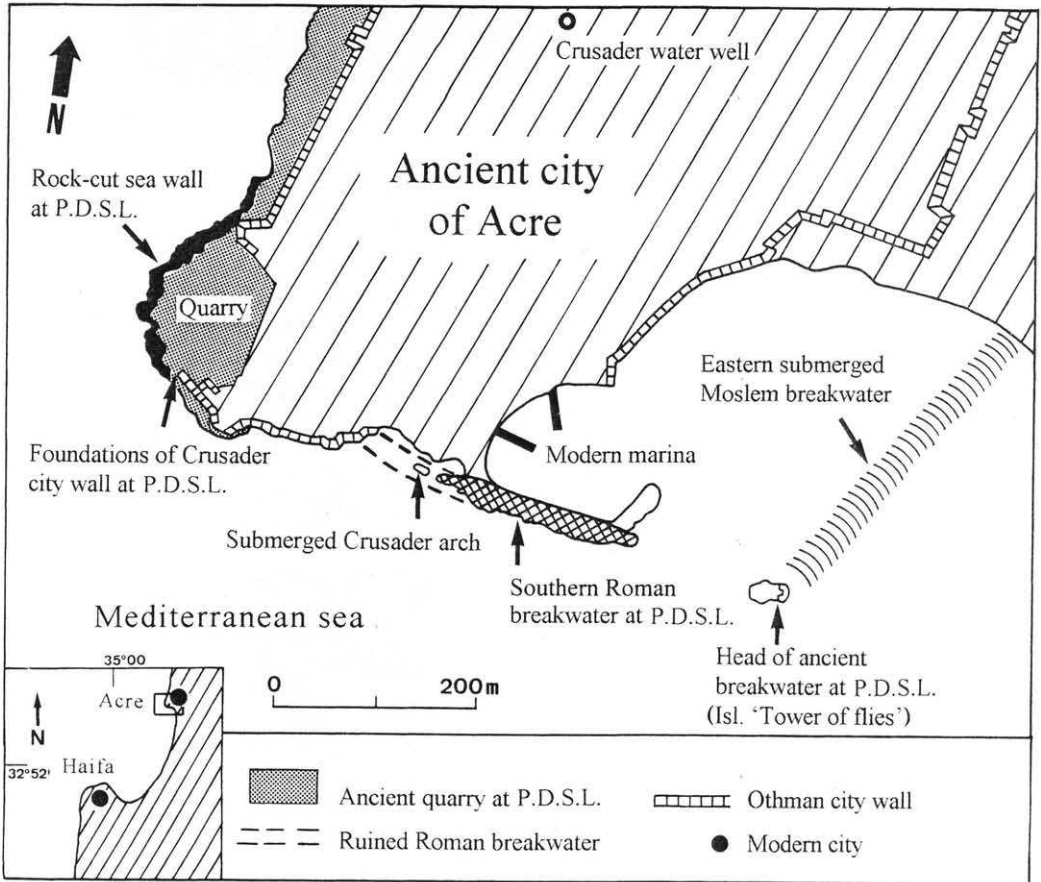 Crusader water well
N
Rock-cut sea wall
at P.D.S.L.
Ancient city
of Acre
Quarry
Eastern submerged
Moslem breakwater
Foundations of Crusader
city wall at P.D.S.L.
Modern marina
Submerged Crusader arch
Southern Roman
breakwater at P.D.S.L.
Mediterranean sea
Head of ancient
breakwater at P.D.S.L.
(Isl. 'Tower of flies')
35°00
Acre
N
32°52'
Haifa
0 200m
Ancient quarry at P.D.S.L.
Othman city wall
Ruined Roman breakwater
Modern city